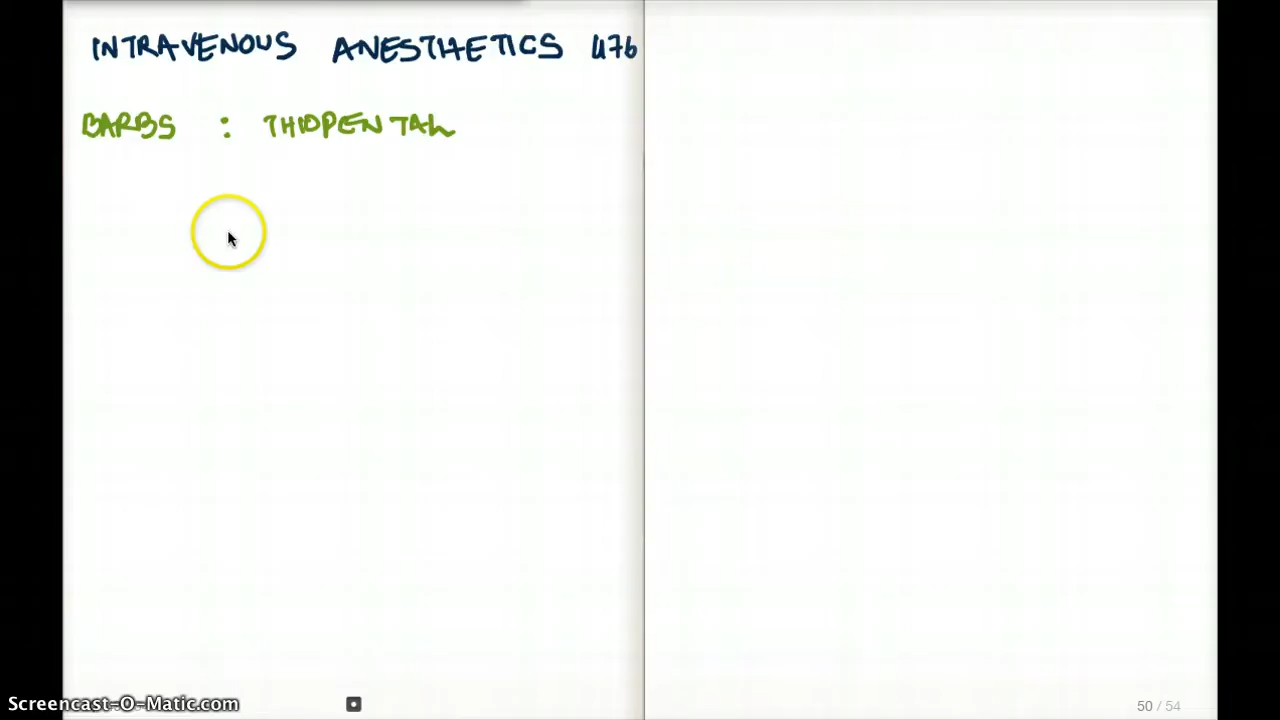 INTRAVENOUS ANESTHETICS 476
BARBS : THIOPENTAL
Screencast-O-Matic.com
50 / 54